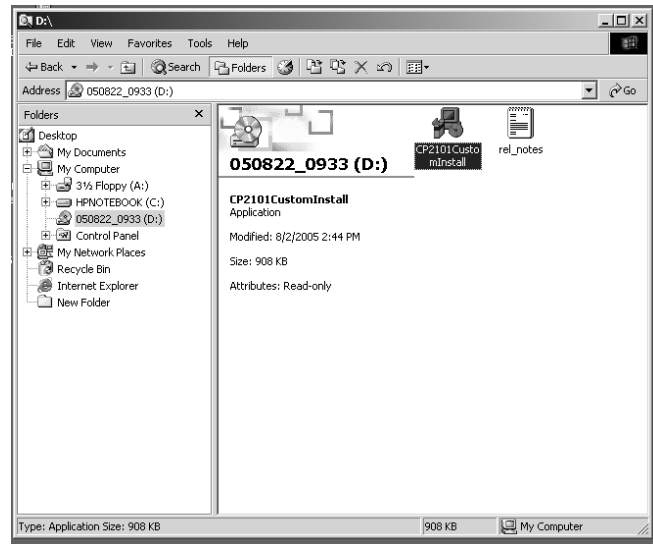 D:\
File Edit View Favorites Tools Help
Back Search Folders
Address 050822_0933 (D:) Go
Folders
Desktop
My Documents
My Computer
3½ Floppy (A:)
HPNOTEBOOK (C:)
050822_0933 (D:)
Control Panel
My Network Places
Recycle Bin
Internet Explorer
New Folder
050822_0933 (D:)
CP2101CustomInstall
Application
Modified: 8/2/2005 2:44 PM
Size: 908 KB
Attributes: Read-only
CP2101Custo
mInstall
rel_notes
Type: Application Size: 908 KB 908 KB My Computer